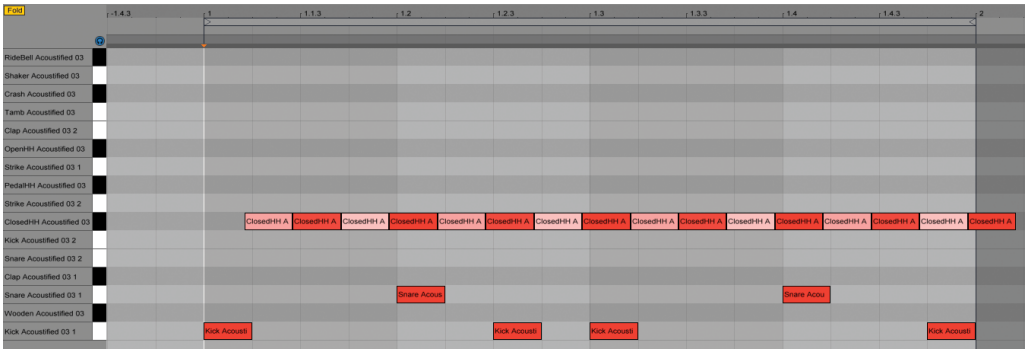 Fold
-1.4.3 1 1.1.3 1.2 1.2.3 1.3 1.3.3 1.4 1.4.3 2
RideBell Acoustified 03
Shaker Acoustified 03
Crash Acoustified 03
Tamb Acoustified 03
Clap Acoustified 03 2
OpenHH Acoustified 03
Strike Acoustified 03 1
PedalHH Acoustified 03
Strike Acoustified 03 2
ClosedHH Acoustified 03 ClosedHH A ClosedHH A ClosedHH A ClosedHH A ClosedHH A ClosedHH A ClosedHH A ClosedHH A ClosedHH A ClosedHH A ClosedHH A ClosedHH A ClosedHH A ClosedHH A ClosedHH A ClosedHH A
Kick Acoustified 03 2
Snare Acoustified 03 2
Clap Acoustified 03 1
Snare Acoustified 03 1 Snare Acous Snare Acou
Wooden Acoustified 03
Kick Acoustified 03 1 Kick Acousti Kick Acousti Kick Acousti Kick Acousti